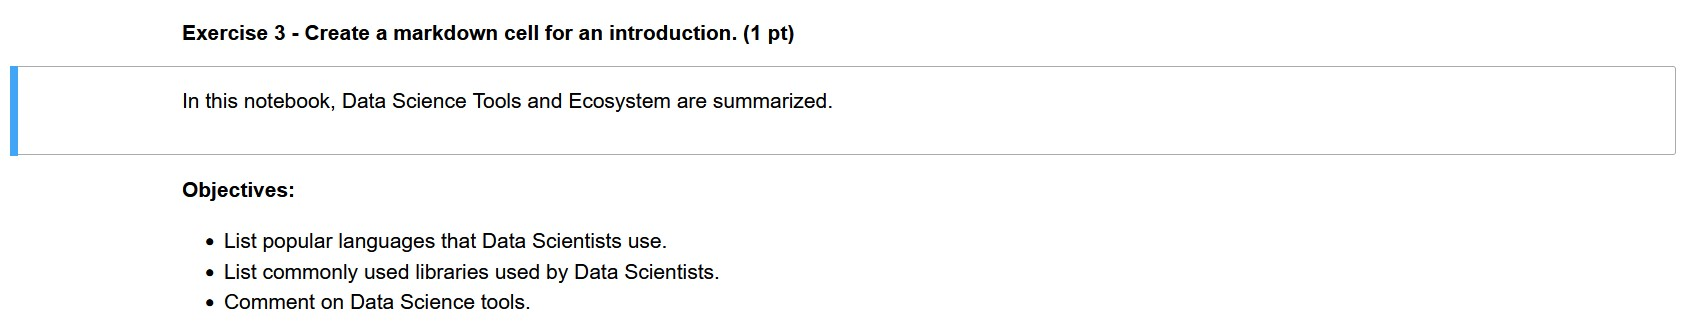 Exercise 3 - Create a markdown cell for an introduction. (1 pt)
In this notebook, Data Science Tools and Ecosystem are summarized.
Objectives:
• List popular languages that Data Scientists use.
• List commonly used libraries used by Data Scientists.
• Comment on Data Science tools.